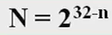 N = 2^{32-n}